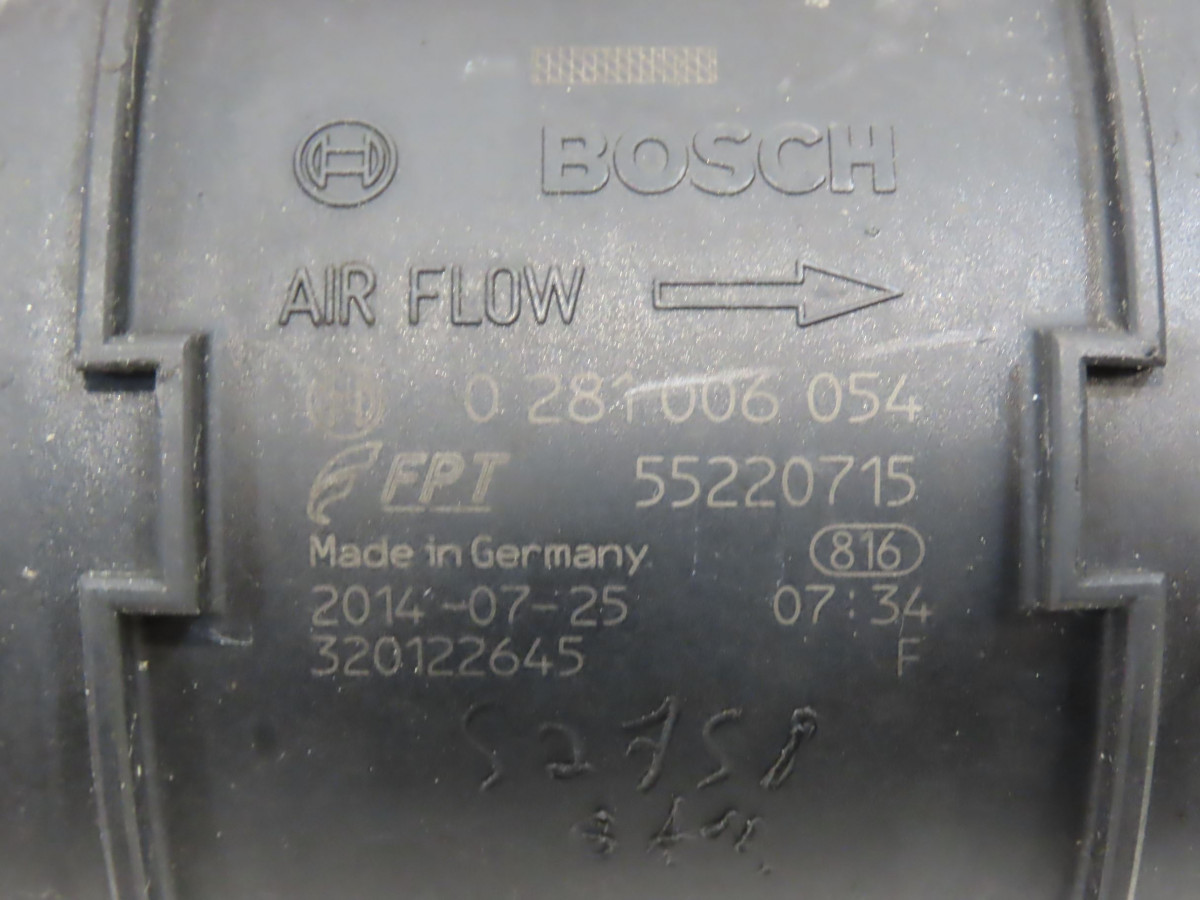 BOSCH
AIR FLOW
0 281 006 054
FPT 55220715
Made in Germany 816
2014-07-25 07:34
320122645 F
52758